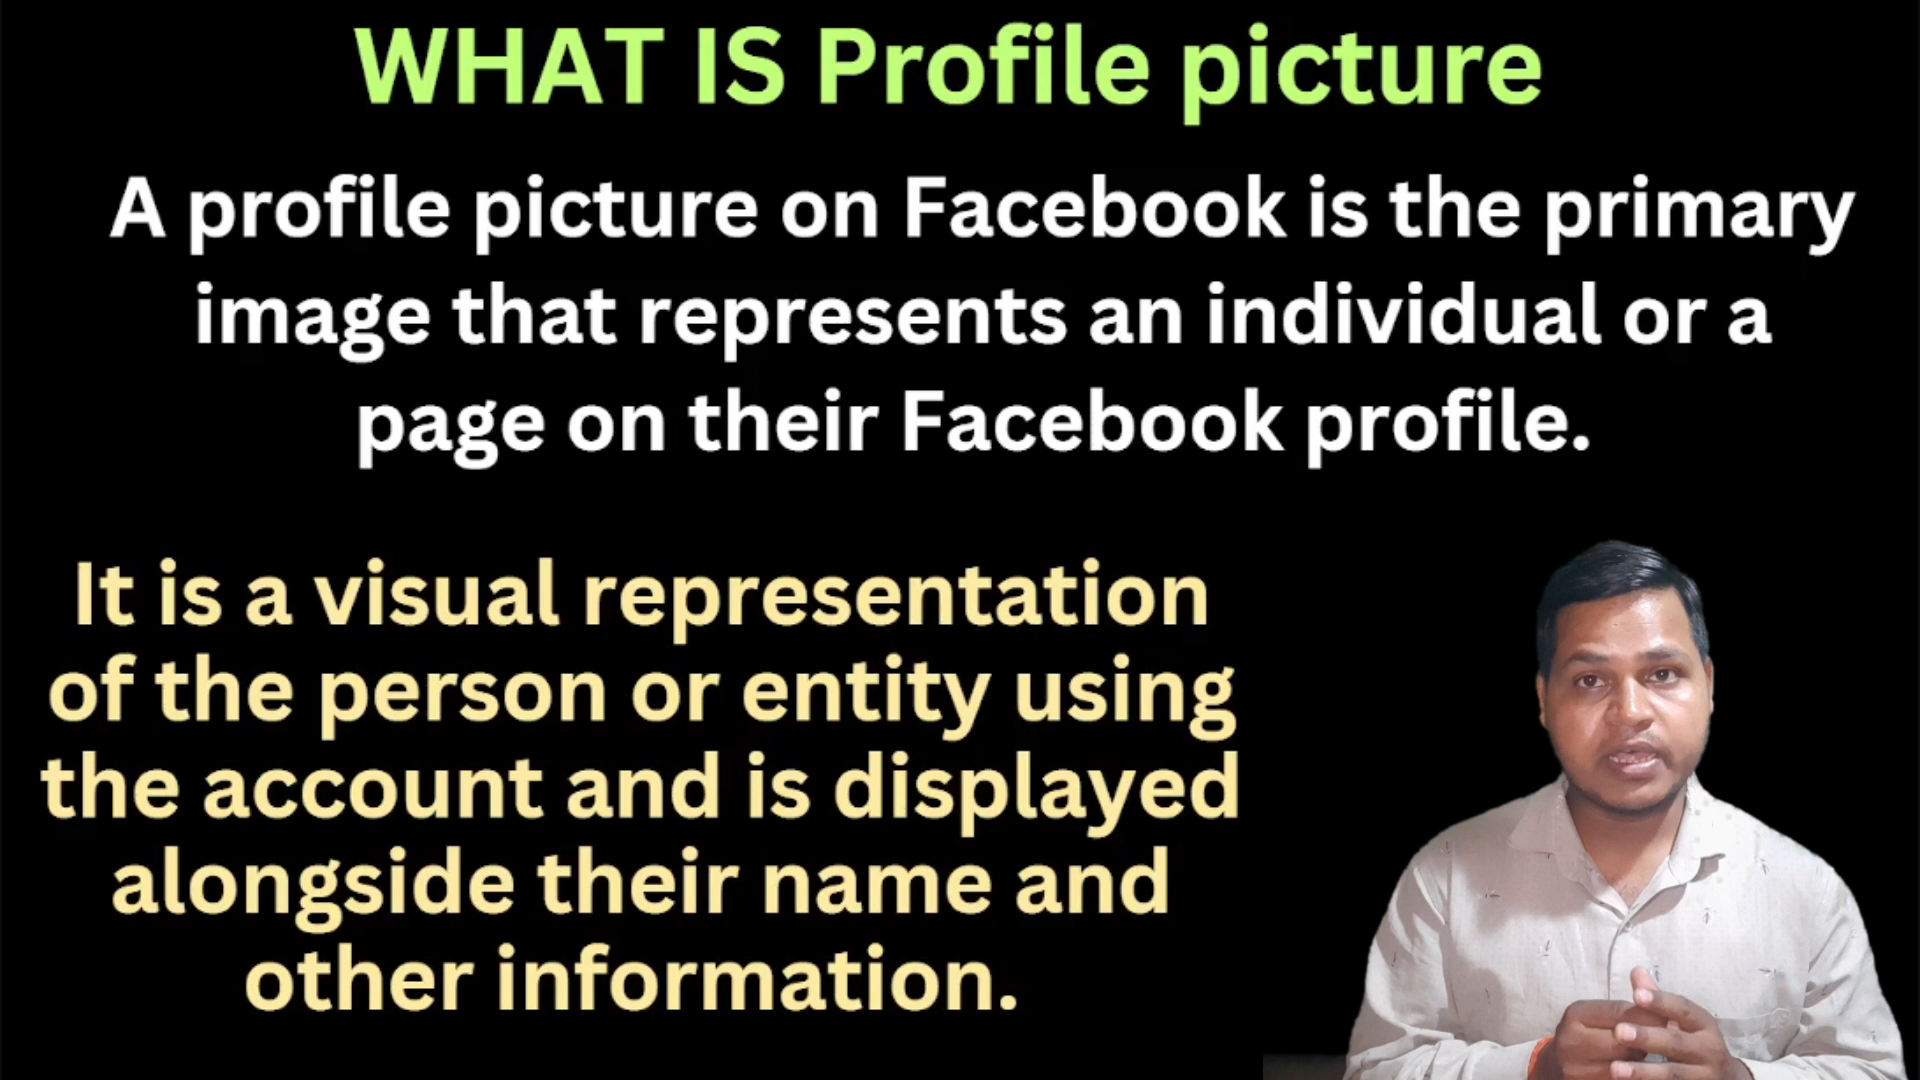 WHAT IS Profile picture
A profile picture on Facebook is the primary
image that represents an individual or a
page on their Facebook profile.
It is a visual representation
of the person or entity using
the account and is displayed
alongside their name and
other information.